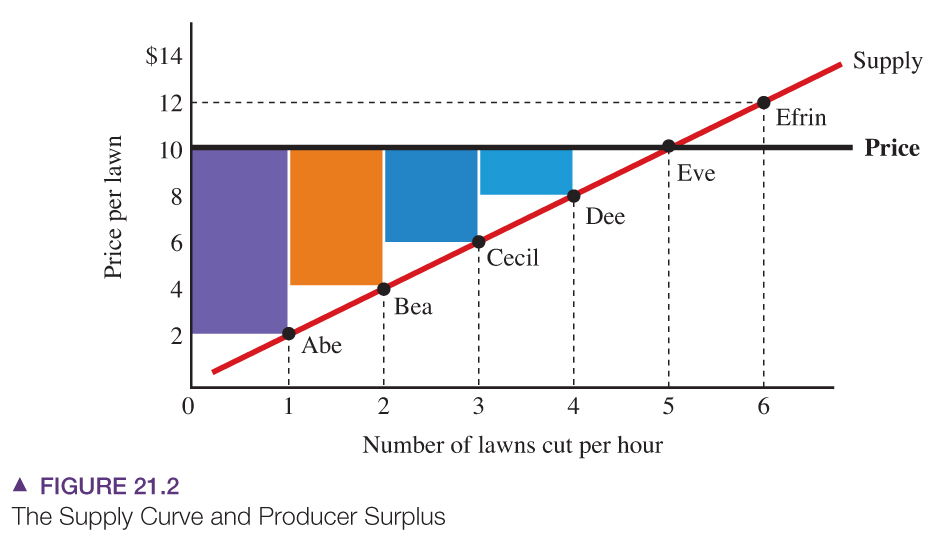 $14
12
10
8
6
4
2
0
1
2
3
4
5
6
Price per lawn
Number of lawns cut per hour
Supply
Efrin
Price
Eve
Dee
Cecil
Bea
Abe
▲ FIGURE 21.2
The Supply Curve and Producer Surplus